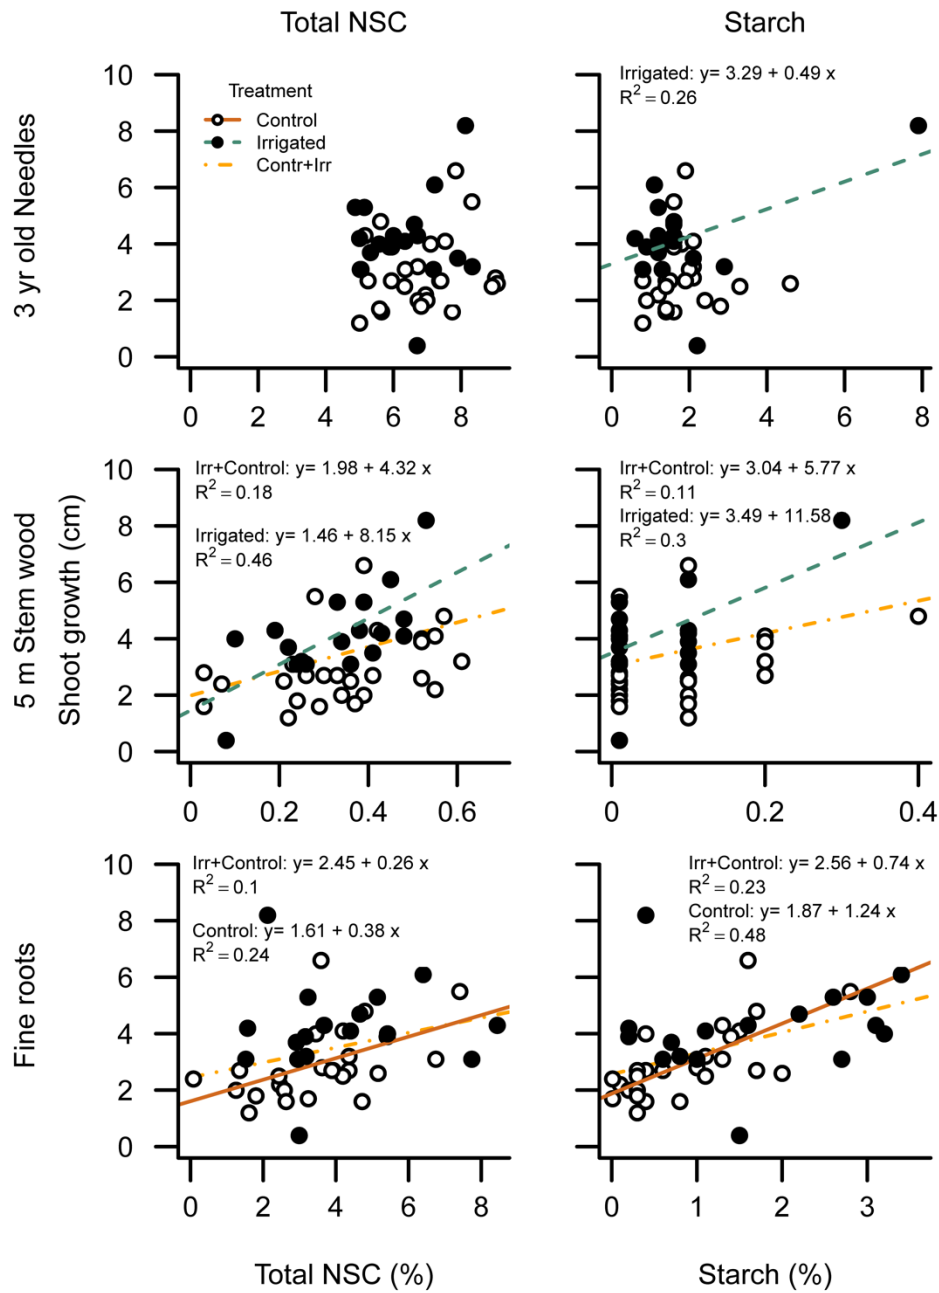 Total NSC
Starch
3 yr old Needles
10
8
6
4
2
0
Treatment
Control
Irrigated
Contr+Irr
0 2 4 6 8
Irrigated: y= 3.29 + 0.49 x
R² = 0.26
0 2 4 6 8
5 m Stem wood
Shoot growth (cm)
10
8
6
4
2
0
Irr+Control: y= 1.98 + 4.32 x
R² = 0.18
Irrigated: y= 1.46 + 8.15 x
R² = 0.46
0 0.2 0.4 0.6
Irr+Control: y= 3.04 + 5.77 x
R² = 0.11
Irrigated: y= 3.49 + 11.58
R² = 0.3
0 0.2 0.4
Fine roots
10
8
6
4
2
0
Irr+Control: y= 2.45 + 0.26 x
R² = 0.1
Control: y= 1.61 + 0.38 x
R² = 0.24
0 2 4 6 8
Irr+Control: y= 2.56 + 0.74 x
R² = 0.23
Control: y= 1.87 + 1.24 x
R² = 0.48
0 1 2 3
Total NSC (%)
Starch (%)